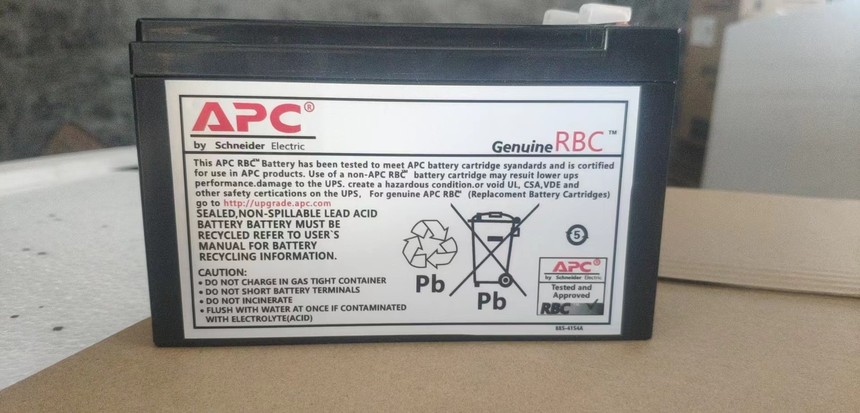 APC®
by Schneider Electric
Genuine RBC™
This APC RBC™ Battery has been tested to meet APC battery cartridge syandards and is certified
for use in APC products. Use of a non-APC RBC™ battery cartridge may resuit lower ups
performance.damage to the UPS. create a hazardous condition.or void UL, CSA,VDE and
other safety certications on the UPS. For genuine APC RBC™ (Replacoment Battery Cartridges)
go to http://upgrade.apc.com
SEALED,NON-SPILLABLE LEAD ACID
BATTERY BATTERY MUST BE
RECYCLED REFER TO USER`S
MANUAL FOR BATTERY
RECYCLING INFORMATION.
CAUTION:
• DO NOT CHARGE IN GAS TIGHT CONTAINER
• DO NOT SHORT BATTERY TERMINALS
• DO NOT INCINERATE
• FLUSH WITH WATER AT ONCE IF CONTAMINATED
WITH ELECTROLYTE(ACID)
Pb
Pb
5
APC®
by Schneider Electric
Tested and
Approved
RBC
885-4154A